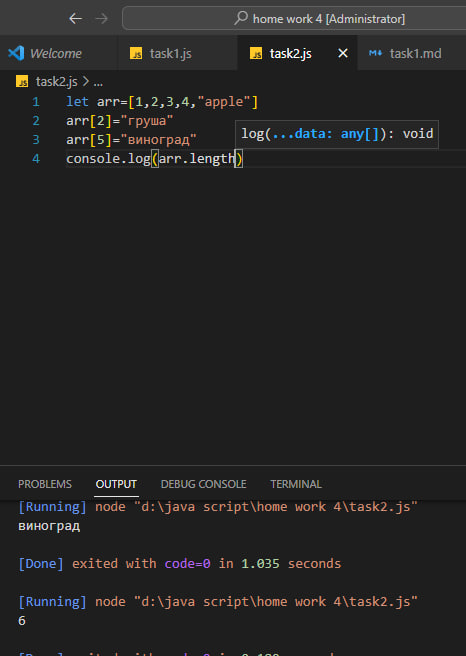 home work 4 [Administrator]
Welcome JS task1.js JS task2.js task1.md
JS task2.js > ...
1 let arr=[1,2,3,4,"apple"]
2 arr[2]="груша"
3 arr[5]="виноград"
log(...data: any[]): void
4 console.log(arr.length)
PROBLEMS OUTPUT DEBUG CONSOLE TERMINAL
[Running] node "d:\java script\home work 4\task2.js"
виноград
[Done] exited with code=0 in 1.035 seconds
[Running] node "d:\java script\home work 4\task2.js"
6